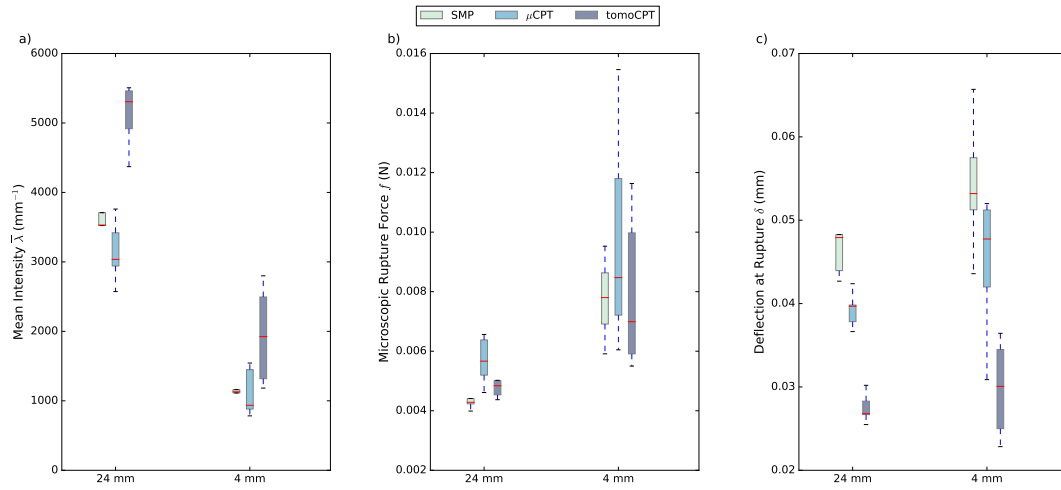 SMP μCPT tomoCPT
a)
6000
5000
4000
3000
2000
1000
0
Mean Intensity λ̅ (mm⁻¹)
24 mm 4 mm
b)
0.016
0.014
0.012
0.010
0.008
0.006
0.004
0.002
Microscopic Rupture Force f (N)
24 mm 4 mm
c)
0.07
0.06
0.05
0.04
0.03
0.02
Deflection at Rupture δ (mm)
24 mm 4 mm